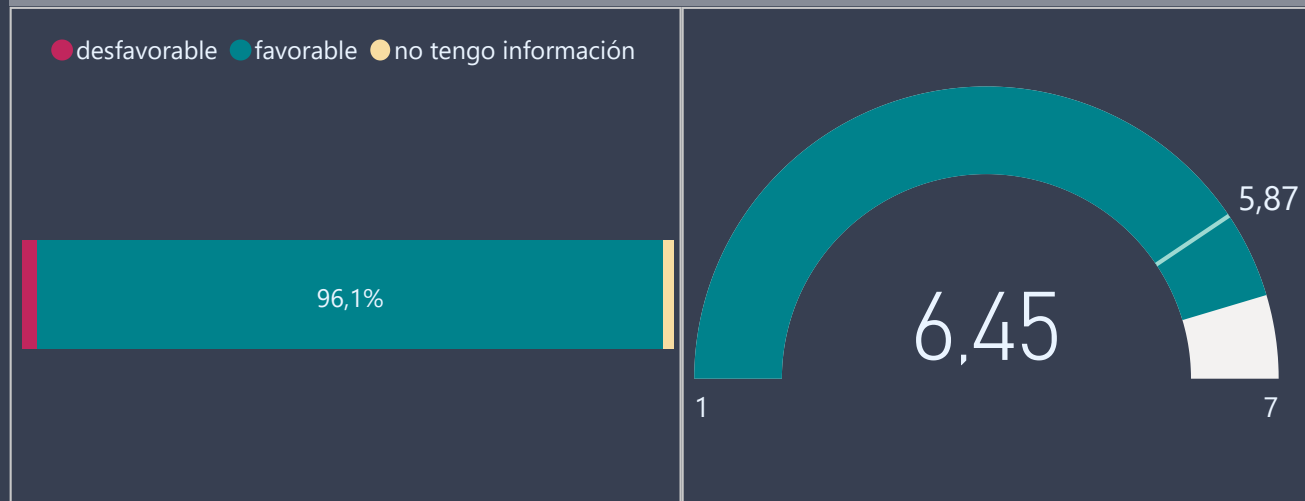 desfavorable favorable no tengo información
96,1%
5,87
6,45
1 7